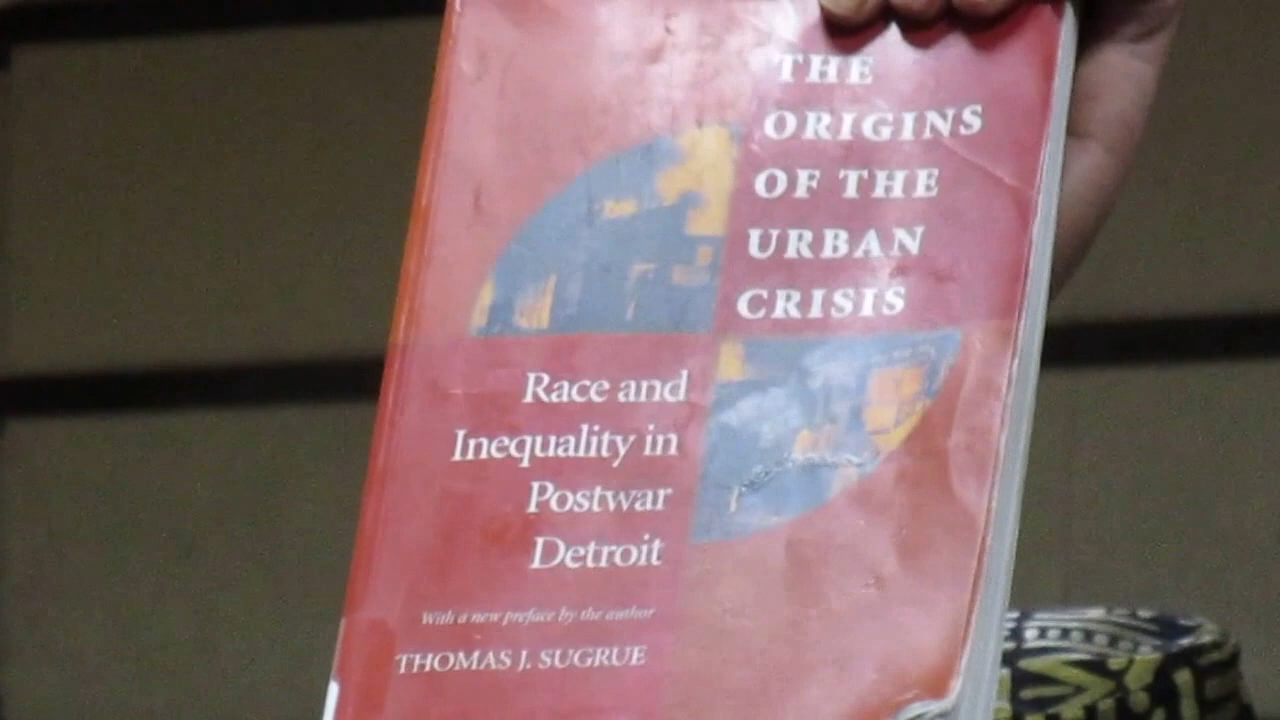 THE
ORIGINS
OF THE
URBAN
CRISIS
Race and
Inequality in
Postwar
Detroit
With a new preface by the author
THOMAS J. SUGRUE